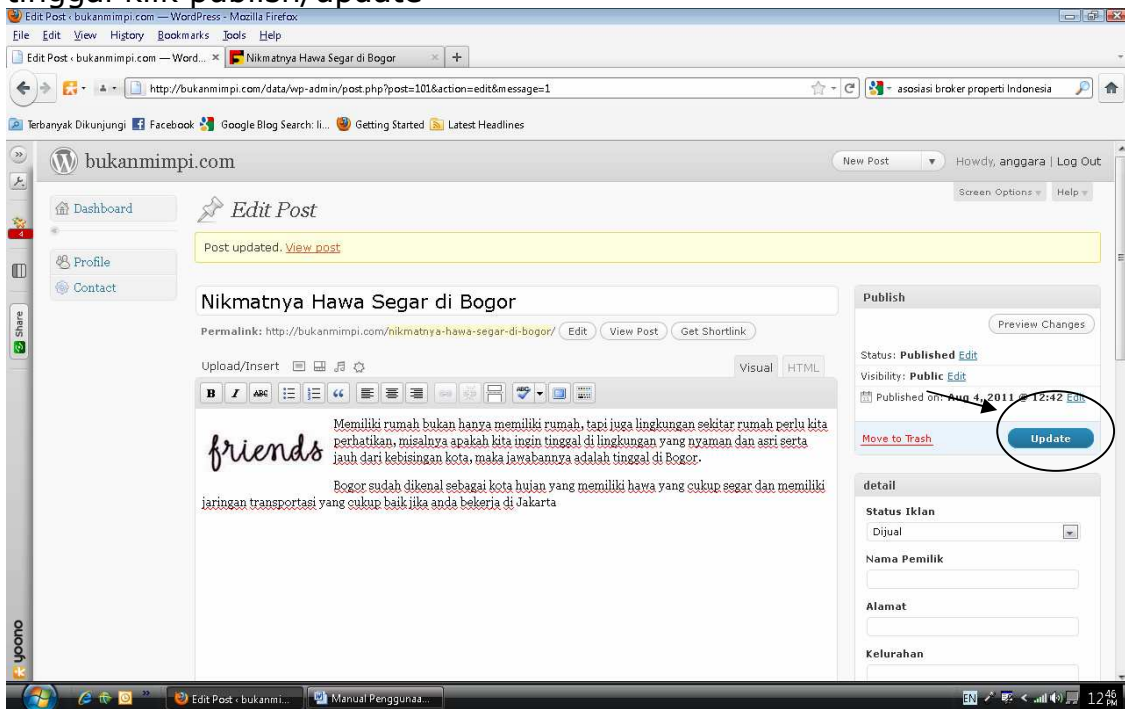 tinggal klik publish/update
Edit Post ‹ bukanmimpi.com — WordPress - Mozilla Firefox
File Edit View History Bookmarks Tools Help
Edit Post ‹ bukanmimpi.com — Word... × Nikmatnya Hawa Segar di Bogor × +
http://bukanmimpi.com/data/wp-admin/post.php?post=101&action=edit&message=1 asosiasi broker properti Indonesia
Terbanyak Dikunjungi Facebook Google Blog Search: li... Getting Started Latest Headlines
bukanmimpi.com New Post Howdy, anggara | Log Out
Screen Options Help
Dashboard
Edit Post
4
Post updated. View post
Profile
Contact
Nikmatnya Hawa Segar di Bogor
Publish
Permalink: http://bukanmimpi.com/nikmatnya-hawa-segar-di-bogor/ Edit View Post Get Shortlink
Preview Changes
Share
Status: Published Edit
Upload/Insert Visual HTML
Visibility: Public Edit
B I ABC ABC
Published on: Aug 4, 2011 @ 12:42 Edit
Move to Trash Update
friends
Memiliki rumah bukan hanya memiliki rumah, tapi juga lingkungan sekitar rumah perlu kita
perhatikan, misalnya apakah kita ingin tinggal di lingkungan yang nyaman dan asri serta
jauh dari kebisingan kota, maka jawabannya adalah tinggal di Bogor.
Bogor sudah dikenal sebagai kota hujan yang memiliki hawa yang cukup segar dan memiliki
jaringan transportasi yang cukup baik jika anda bekerja di Jakarta
detail
Status Iklan
Dijual
Nama Pemilik
Alamat
Kelurahan
yoono
Edit Post ‹ bukanmi... Manual Penggunaa... EN 12 46 PM